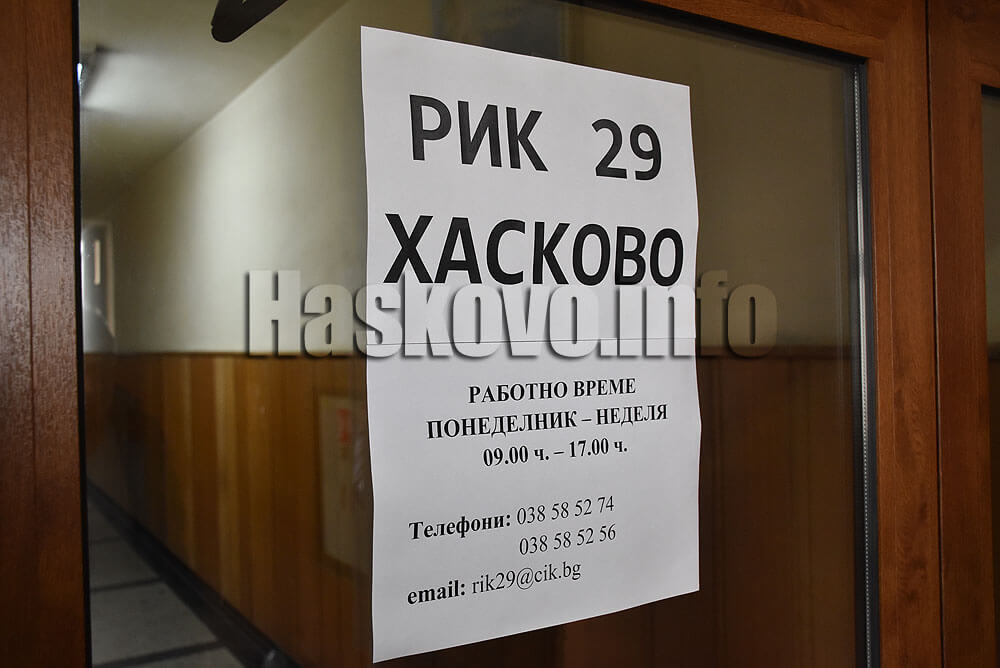 РИК 29
ХАСКОВО
Haskovo.info
РАБОТНО ВРЕМЕ
ПОНЕДЕЛНИК – НЕДЕЛЯ
09.00 ч. – 17.00 ч.
Телефони: 038 58 52 74
038 58 52 56
email: rik29@cik.bg